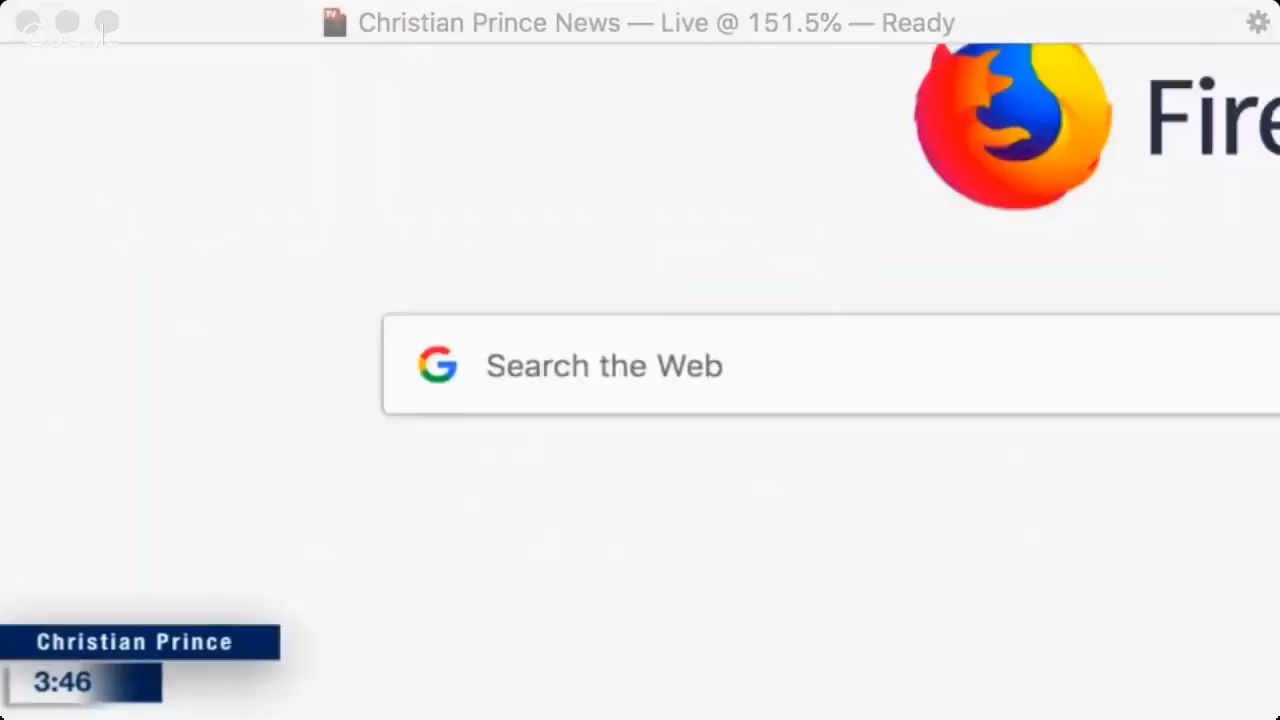 Christian Prince News — Live @ 151.5% — Ready
Fire
Search the Web
Christian Prince
3:46